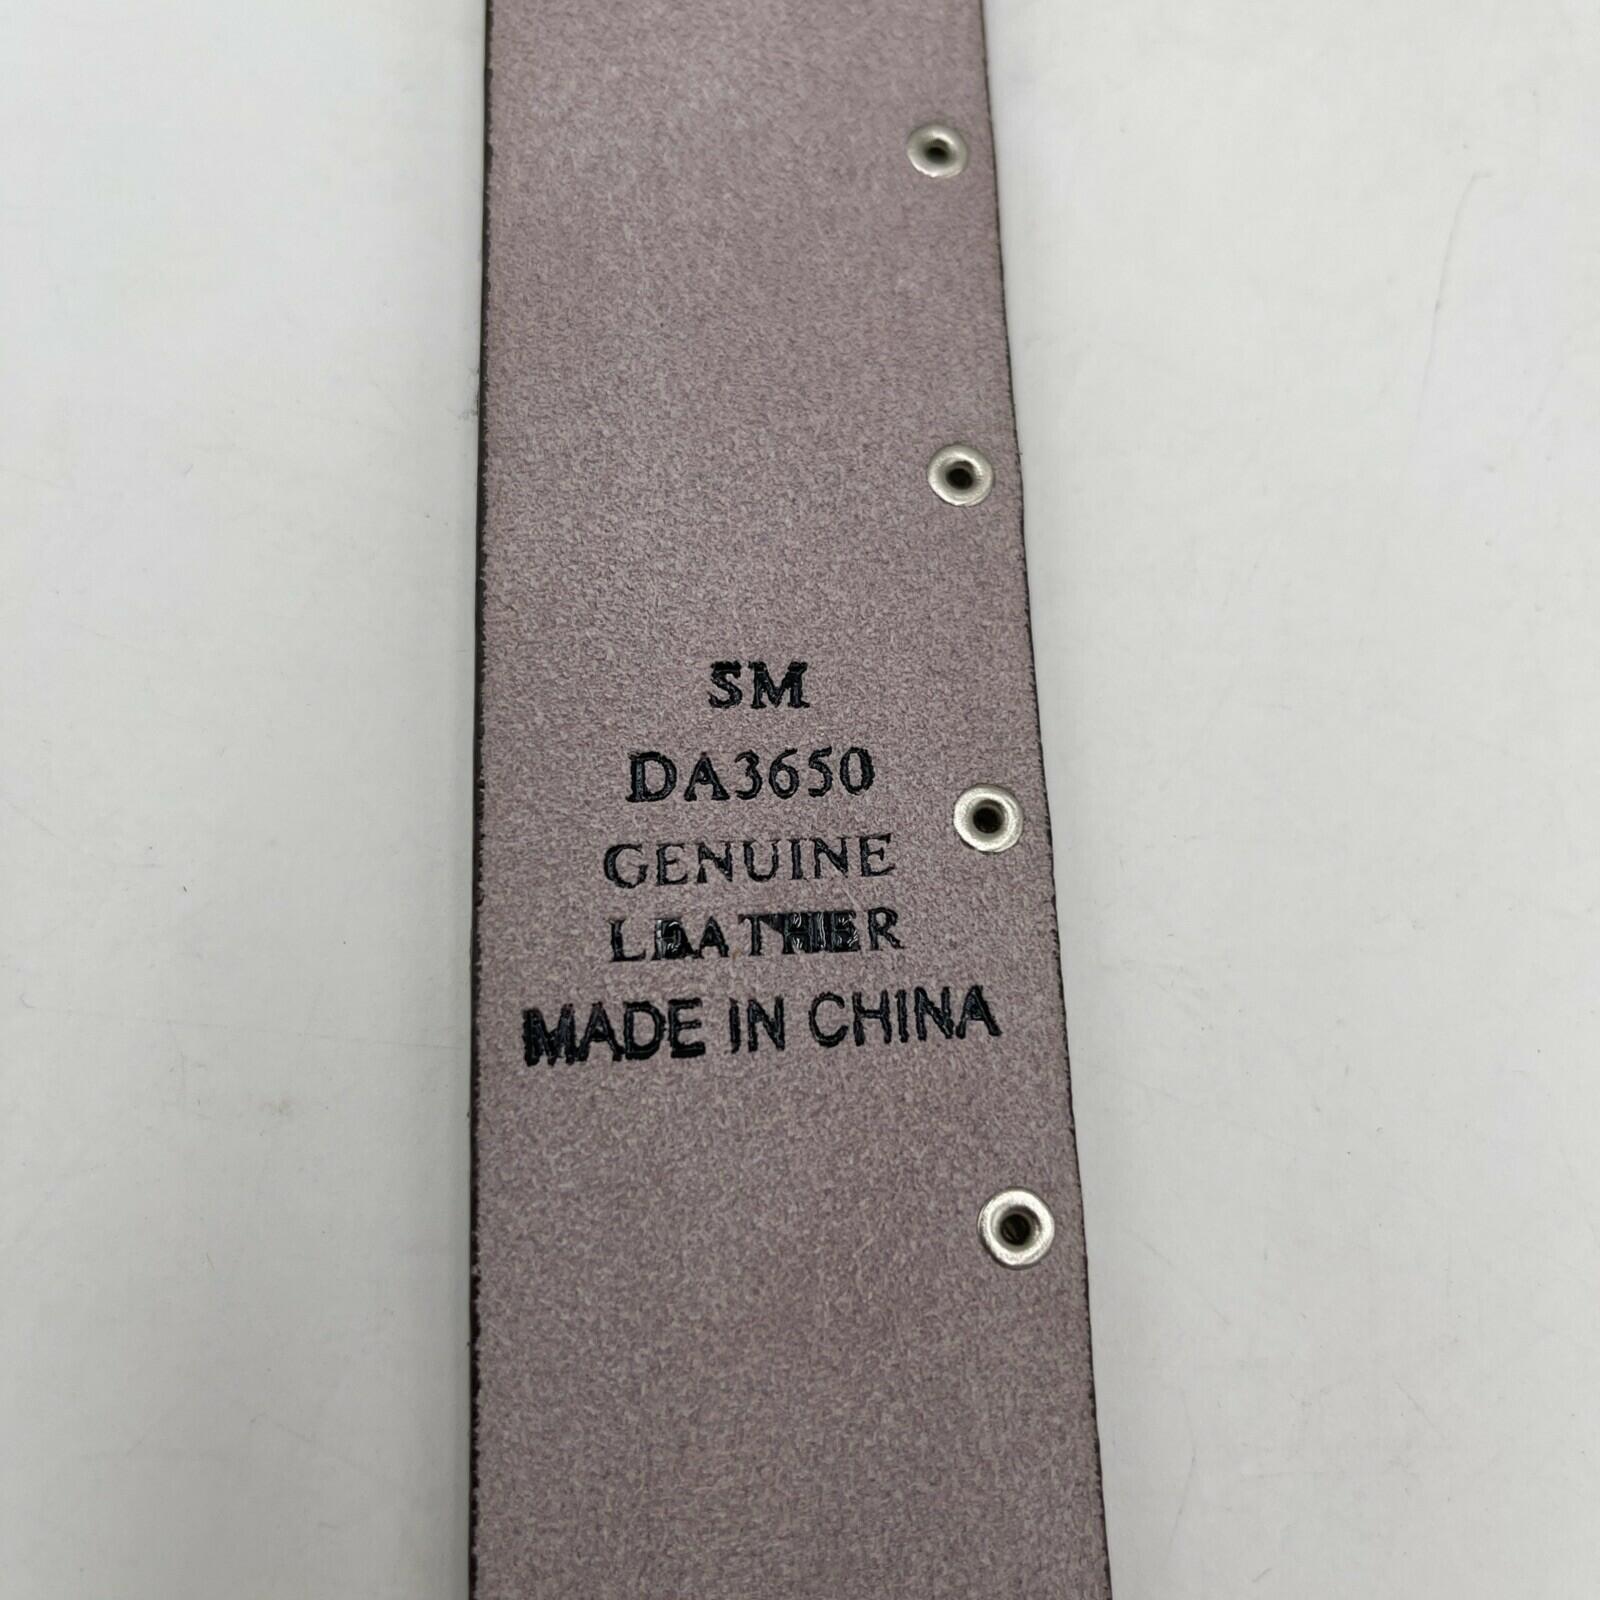 SM
DA3650
GENUINE
LEATHER
MADE IN CHINA